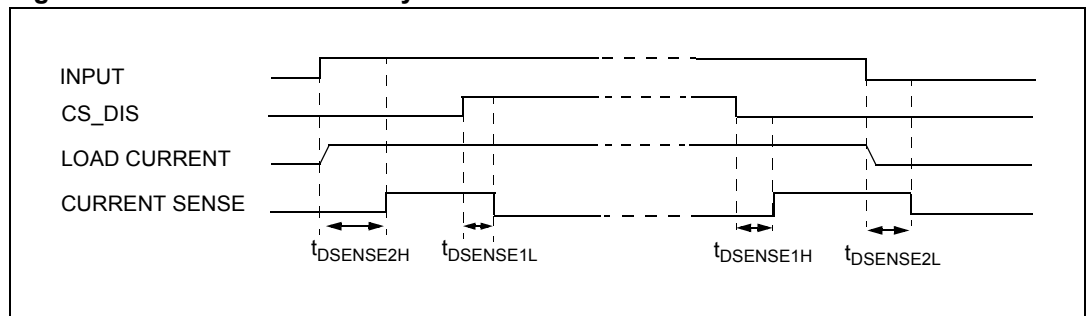 INPUT
CS_DIS
LOAD CURRENT
CURRENT SENSE
tDSENSE2H tDSENSE1L tDSENSE1H tDSENSE2L